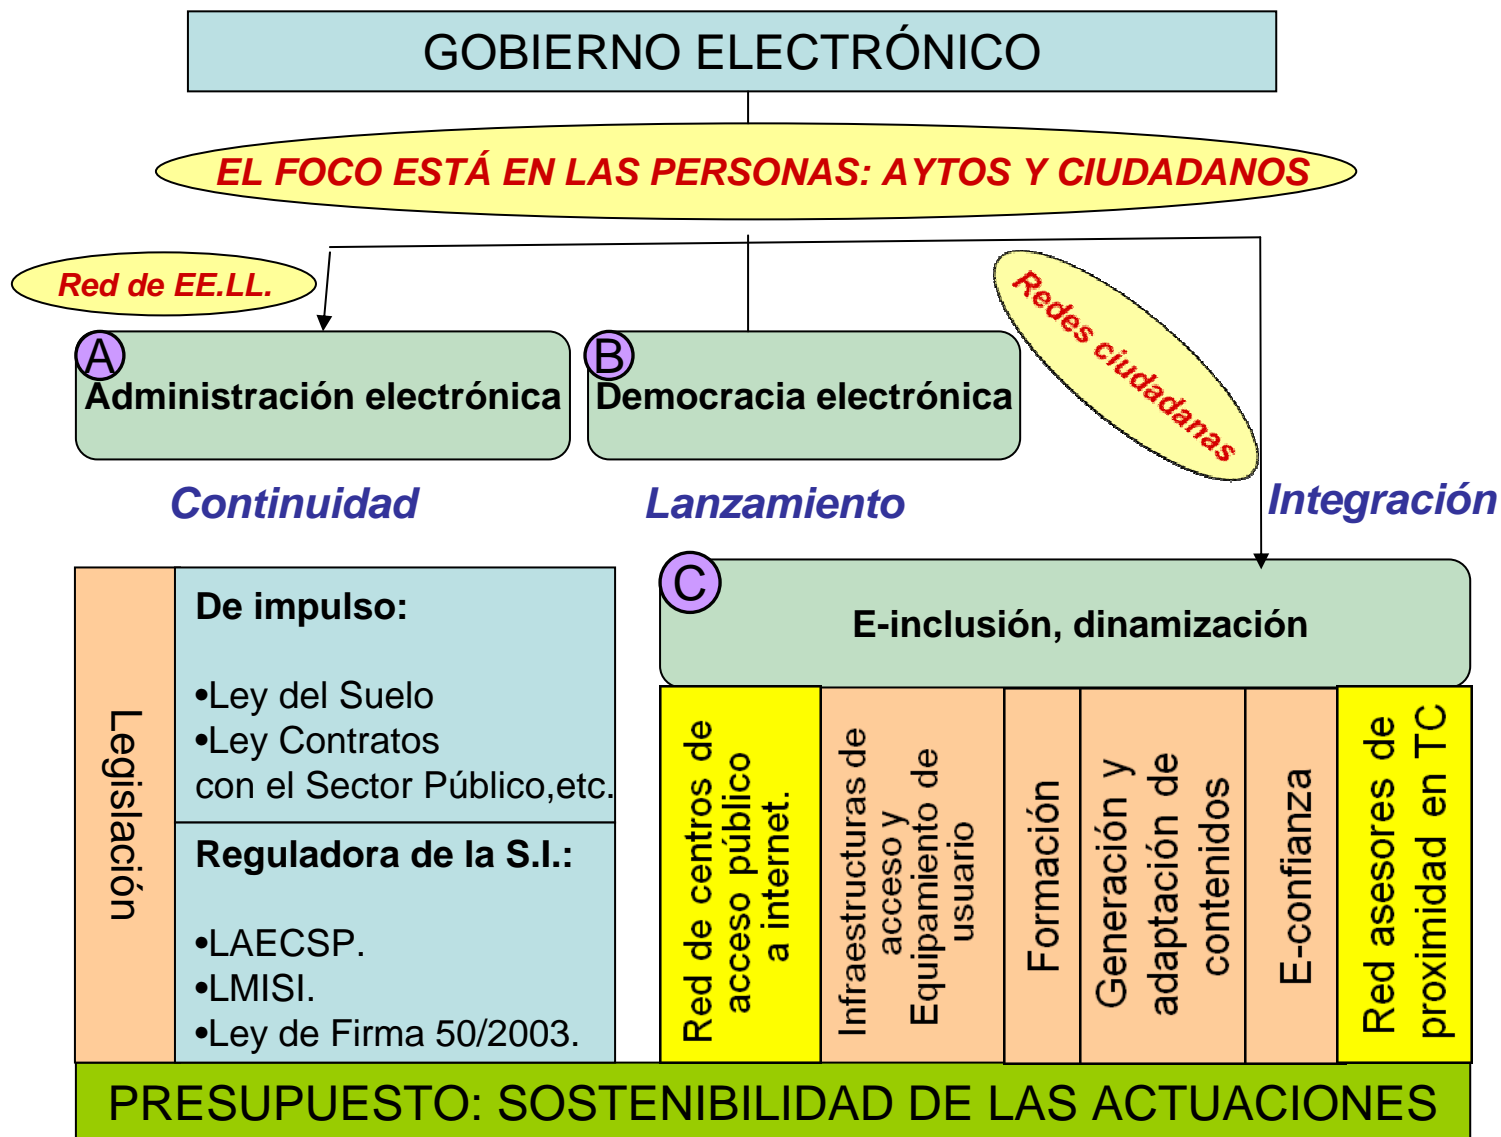 GOBIERNO ELECTRÓNICO
EL FOCO ESTÁ EN LAS PERSONAS: AYTOS Y CIUDADANOS
Red de EE.LL.
Redes ciudadanas
A
Administración electrónica
B
Democracia electrónica
Continuidad
Lanzamiento
Integración
Legislación
De impulso:
•Ley del Suelo
•Ley Contratos
con el Sector Público,etc.
Reguladora de la S.I.:
•LAECSP.
•LMISI.
•Ley de Firma 50/2003.
C
E-inclusión, dinamización
Red de centros de
acceso público
a internet.
Infraestructuras de
acceso y
Equipamiento de
usuario
Formación
Generación y
adaptación de
contenidos
E-confianza
Red asesores de
proximidad en TC
PRESUPUESTO: SOSTENIBILIDAD DE LAS ACTUACIONES